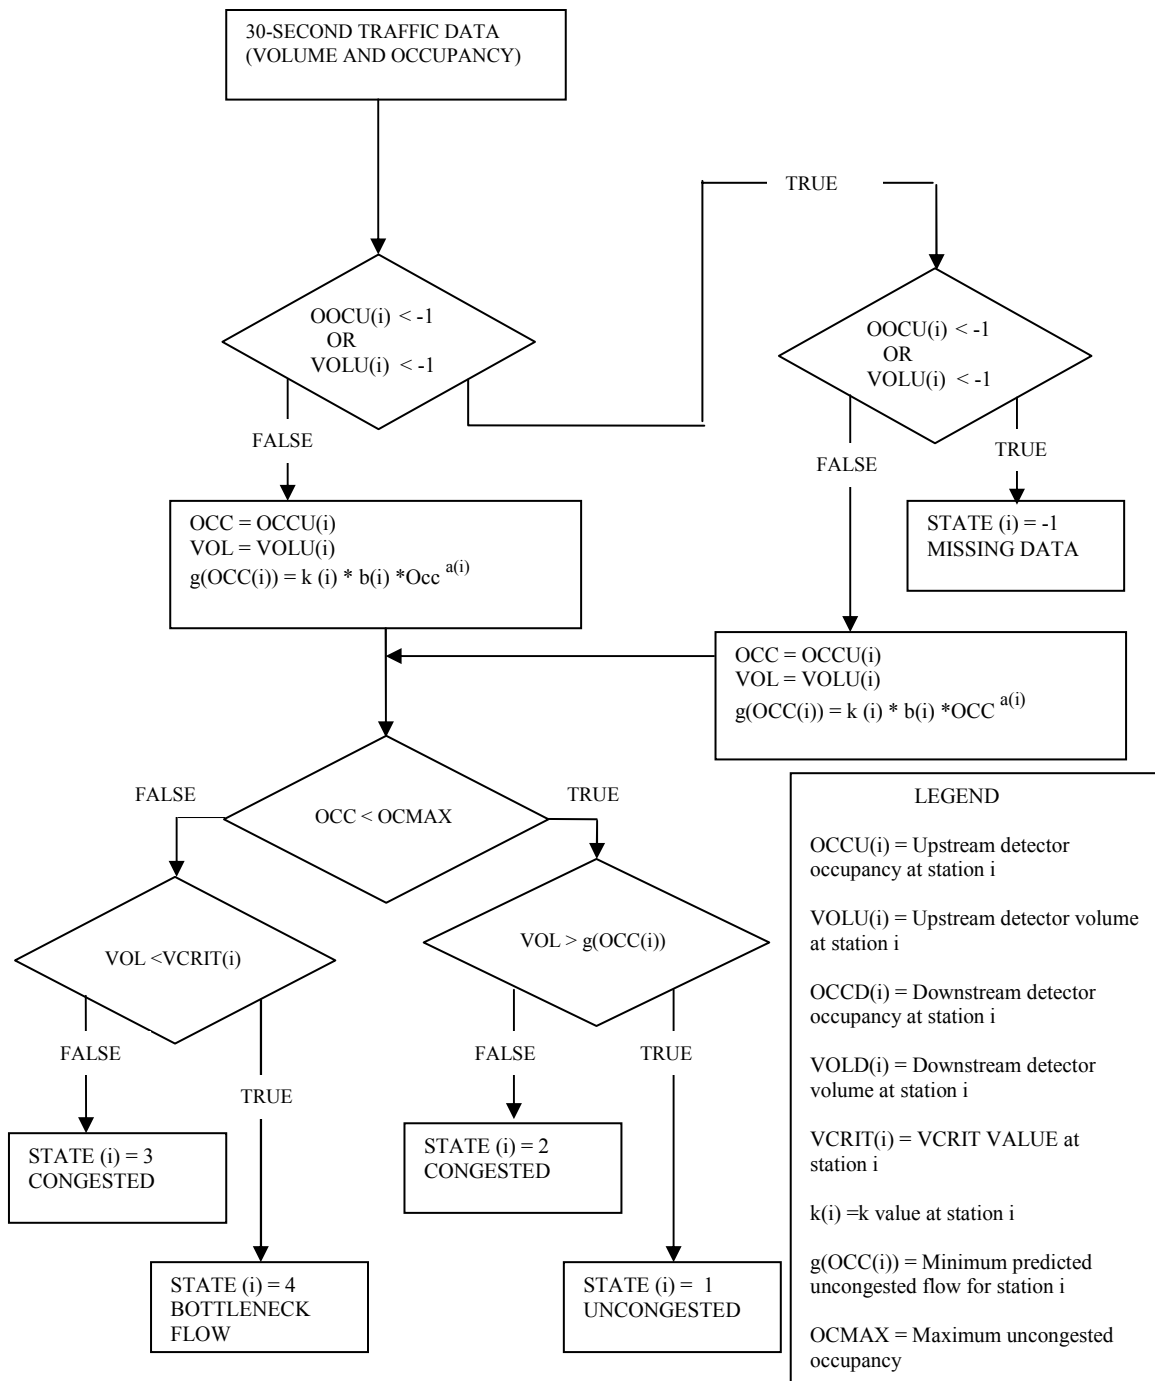 30-SECOND TRAFFIC DATA
(VOLUME AND OCCUPANCY)
TRUE
OOCU(i) < -1
OR
VOLU(i) < -1
OOCU(i) < -1
OR
VOLU(i) < -1
FALSE
FALSE
TRUE
OCC = OCCU(i)
VOL = VOLU(i)
g(OCC(i)) = k (i) * b(i) *Occ a(i)
STATE (i) = -1
MISSING DATA
OCC = OCCU(i)
VOL = VOLU(i)
g(OCC(i)) = k (i) * b(i) *OCC a(i)
FALSE
OCC < OCMAX
TRUE
VOL <VCRIT(i)
VOL > g(OCC(i))
FALSE
TRUE
FALSE
TRUE
STATE (i) = 3
CONGESTED
STATE (i) = 2
CONGESTED
STATE (i) = 4
BOTTLENECK
FLOW
STATE (i) =  1
UNCONGESTED
LEGEND
OCCU(i) = Upstream detector
occupancy at station i
VOLU(i) = Upstream detector volume
at station i
OCCD(i) = Downstream detector
occupancy at station i
VOLD(i) = Downstream detector
volume at station i
VCRIT(i) = VCRIT VALUE at
station i
k(i) =k value at station i
g(OCC(i)) = Minimum predicted
uncongested flow for station i
OCMAX = Maximum uncongested
occupancy